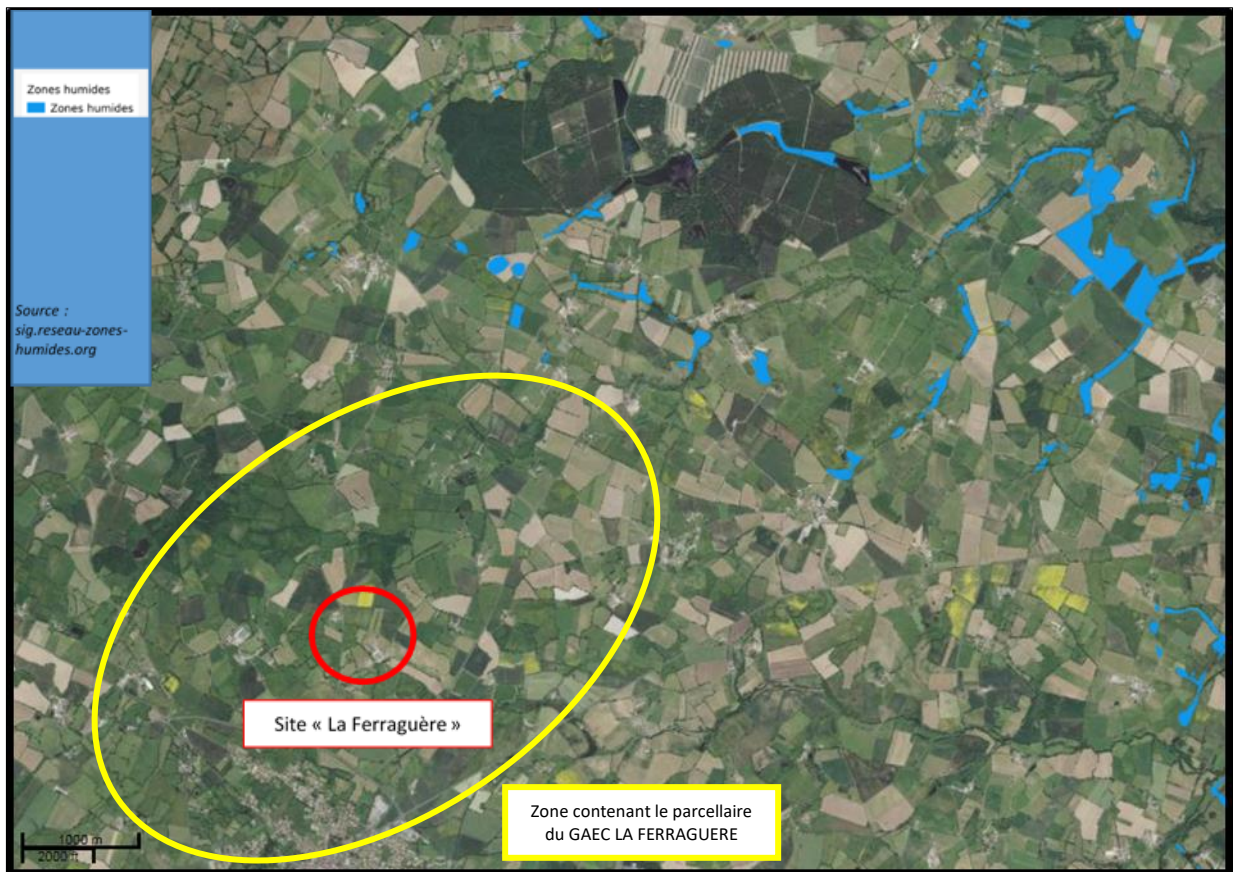 Zones humides
Zones humides
Source :
sig.reseau-zones-
humides.org
Site « La Ferraguère »
Zone contenant le parcellaire
du GAEC LA FERRAGUERE
1000 m
2000 ft